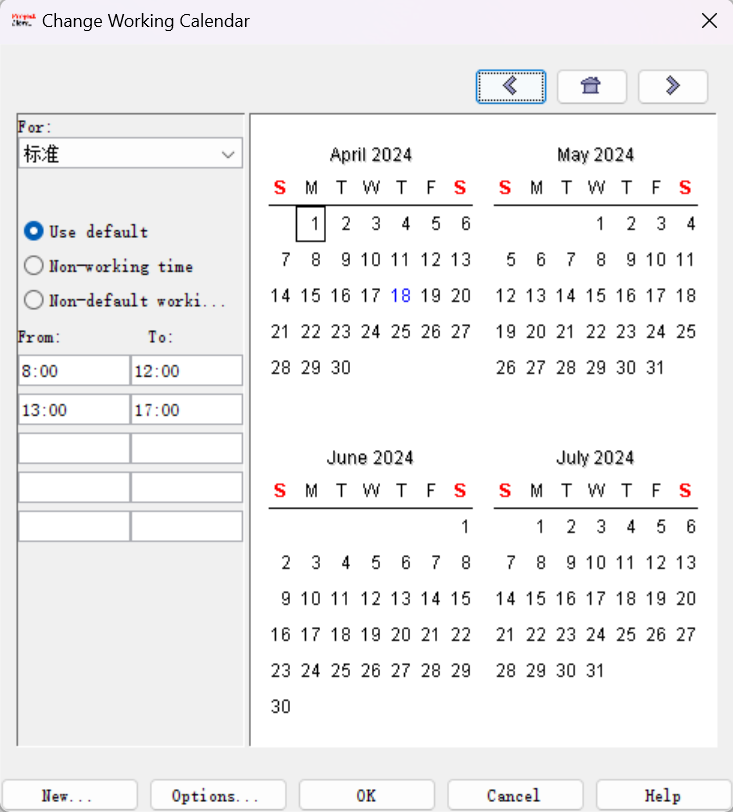 Change Working Calendar
For:
标准
Use default
Non-working time
Non-default worki...
From: To:
8:00 12:00
13:00 17:00
April 2024
S M T W T F S
1 2 3 4 5 6
7 8 9 10 11 12 13
14 15 16 17 18 19 20
21 22 23 24 25 26 27
28 29 30
May 2024
S M T W T F S
1 2 3 4
5 6 7 8 9 10 11
12 13 14 15 16 17 18
19 20 21 22 23 24 25
26 27 28 29 30 31
June 2024
S M T W T F S
1
2 3 4 5 6 7 8
9 10 11 12 13 14 15
16 17 18 19 20 21 22
23 24 25 26 27 28 29
30
July 2024
S M T W T F S
1 2 3 4 5 6
7 8 9 10 11 12 13
14 15 16 17 18 19 20
21 22 23 24 25 26 27
28 29 30 31
New... Options... OK Cancel Help